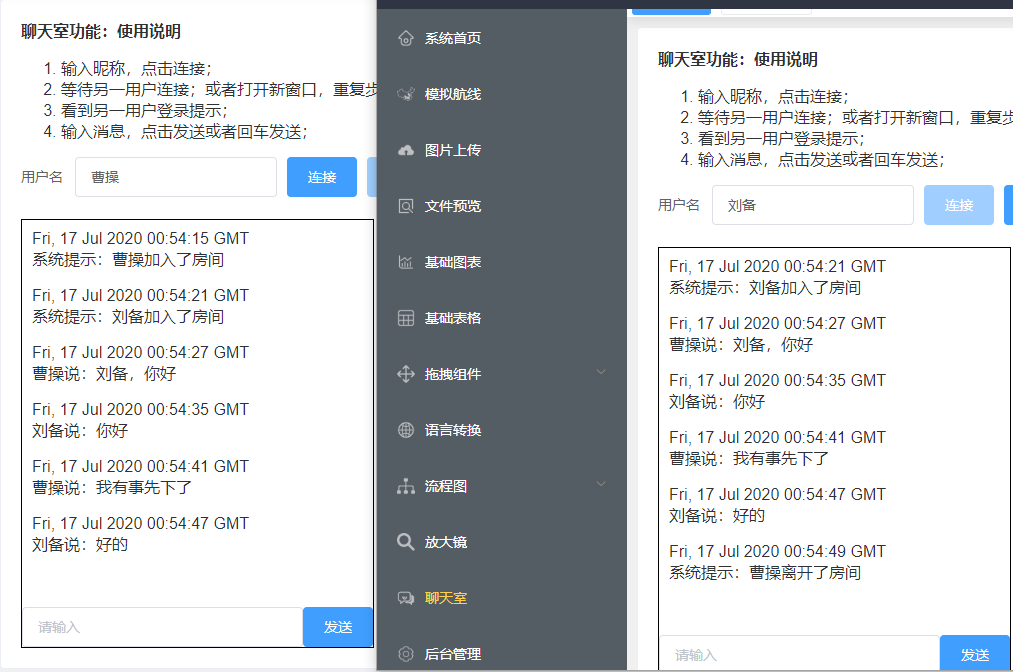 聊天室功能：使用说明
1. 输入昵称，点击连接；
2. 等待另一用户连接；或者打开新窗口，重复步
3. 看到另一用户登录提示；
4. 输入消息，点击发送或者回车发送；
用户名 曹操 连接
Fri, 17 Jul 2020 00:54:15 GMT
系统提示：曹操加入了房间
Fri, 17 Jul 2020 00:54:21 GMT
系统提示：刘备加入了房间
Fri, 17 Jul 2020 00:54:27 GMT
曹操说：刘备，你好
Fri, 17 Jul 2020 00:54:35 GMT
刘备说：你好
Fri, 17 Jul 2020 00:54:41 GMT
曹操说：我有事先下了
Fri, 17 Jul 2020 00:54:47 GMT
刘备说：好的
请输入 发送
系统首页
模拟航线
图片上传
文件预览
基础图表
基础表格
拖拽组件
语言转换
流程图
放大镜
聊天室
后台管理
聊天室功能：使用说明
1. 输入昵称，点击连接；
2. 等待另一用户连接；或者打开新窗口，重复步
3. 看到另一用户登录提示；
4. 输入消息，点击发送或者回车发送；
用户名 刘备 连接
Fri, 17 Jul 2020 00:54:21 GMT
系统提示：刘备加入了房间
Fri, 17 Jul 2020 00:54:27 GMT
曹操说：刘备，你好
Fri, 17 Jul 2020 00:54:35 GMT
刘备说：你好
Fri, 17 Jul 2020 00:54:41 GMT
曹操说：我有事先下了
Fri, 17 Jul 2020 00:54:47 GMT
刘备说：好的
Fri, 17 Jul 2020 00:54:49 GMT
系统提示：曹操离开了房间
请输入 发送